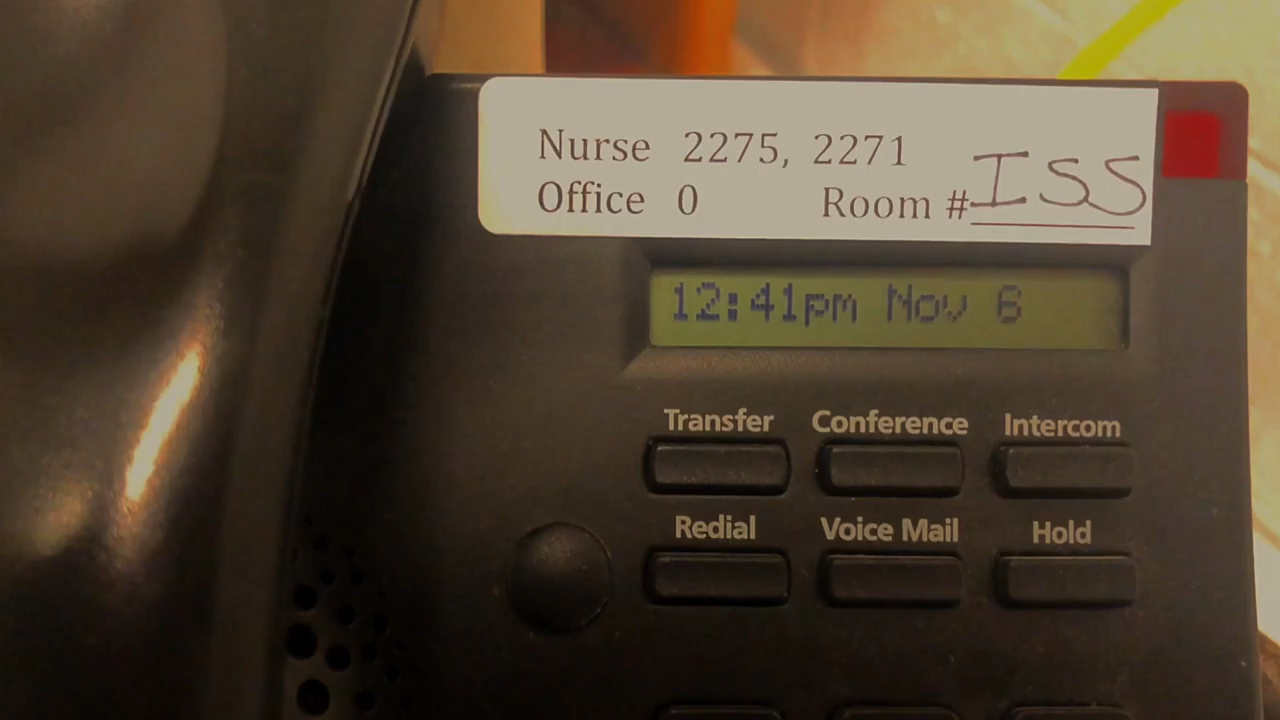 Nurse 2275, 2271
Office 0 Room # ISS
12:41pm Nov 6
Transfer Conference Intercom
Redial Voice Mail Hold